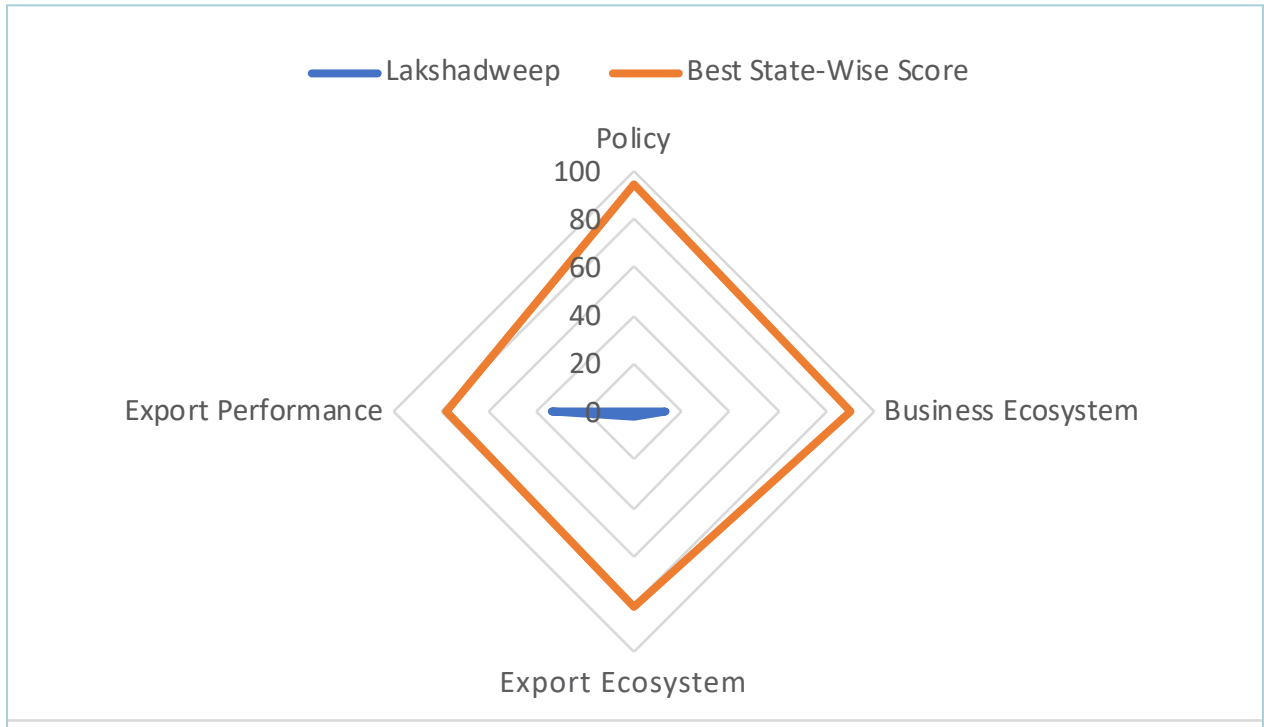 Lakshadweep Best State-Wise Score
Policy
100
80
60
40
20
0
Export Performance Business Ecosystem
Export Ecosystem